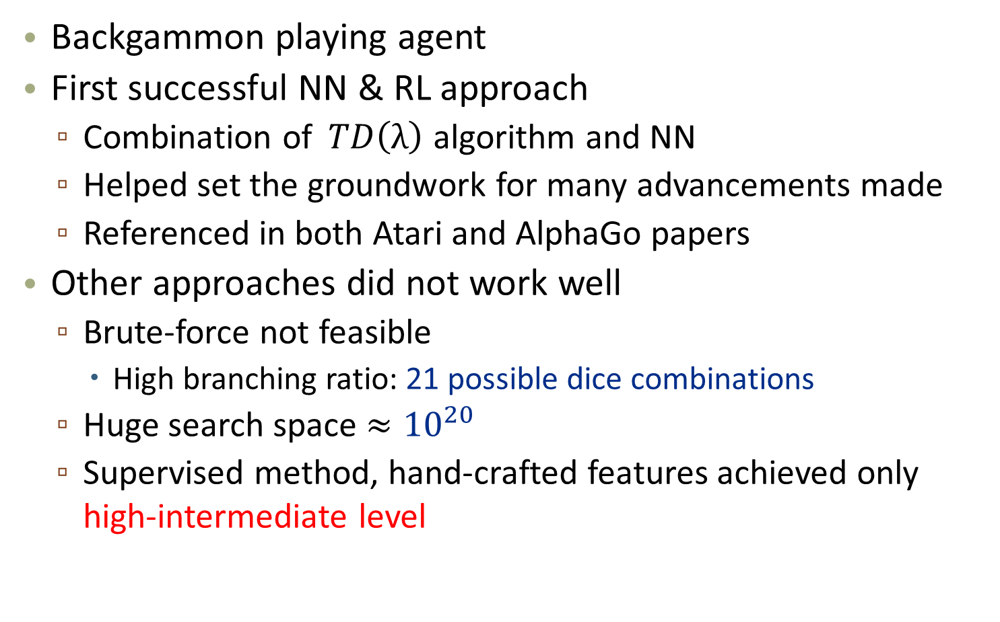 • Backgammon playing agent
• First successful NN & RL approach
▫ Combination of TD(λ) algorithm and NN
▫ Helped set the groundwork for many advancements made
▫ Referenced in both Atari and AlphaGo papers
• Other approaches did not work well
▫ Brute-force not feasible
• High branching ratio: 21 possible dice combinations
▫ Huge search space ≈ 10²⁰
▫ Supervised method, hand-crafted features achieved only
high-intermediate level